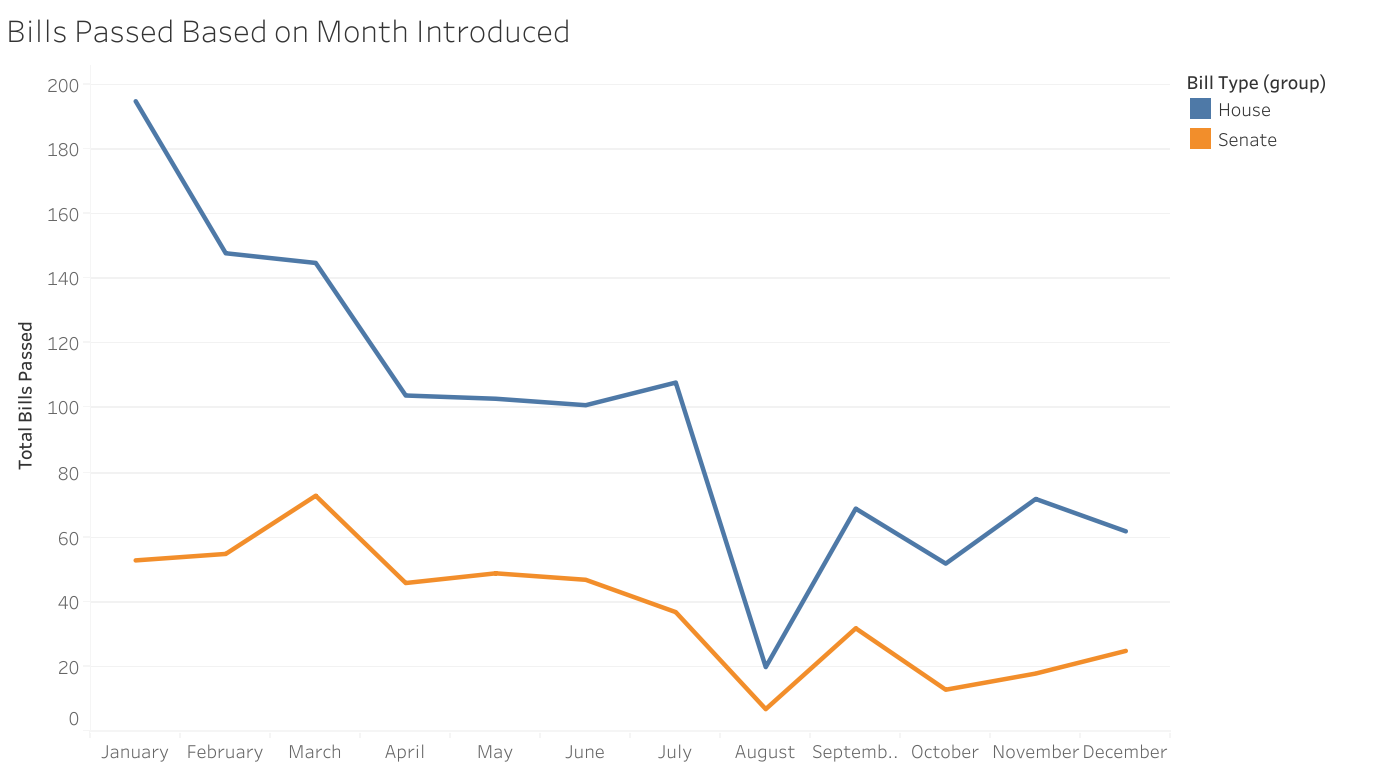 Bills Passed Based on Month Introduced
Bill Type (group)
House
Senate
Total Bills Passed
200
180
160
140
120
100
80
60
40
20
0
January February March April May June July August Septemb.. October November December